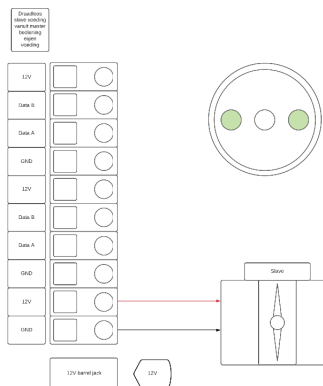 Draadloos
slave voeding
vanuit master
bediening
eigen
voeding
12V
Data B
Data A
GND
12V
Data B
Data A
GND
12V
GND
Slave
12V barrel jack
12V